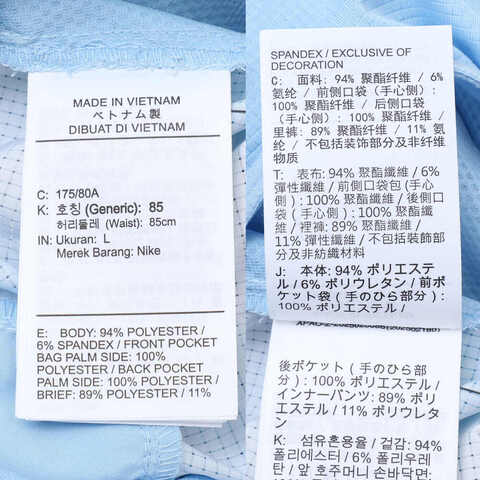 MADE IN VIETNAM
ベトナム製
DIBUAT DI VIETNAM
C: 175/80A
K: 호칭 (Generic): 85
허리둘레 (Waist): 85cm
IN: Ukuran: L
Merek Barang: Nike
E: BODY: 94% POLYESTER /
6% SPANDEX / FRONT POCKET
BAG PALM SIDE: 100%
POLYESTER / BACK POCKET
PALM SIDE: 100% POLYESTER /
BRIEF: 89% POLYESTER / 11%
SPANDEX / EXCLUSIVE OF
DECORATION
C: 面料: 94% 聚酯纤维 / 6%
氨纶 / 前侧口袋 (手心侧) :
100% 聚酯纤维 / 后侧口袋
(手心侧) : 100% 聚酯纤维 /
里裤: 89% 聚酯纤维 / 11% 氨
纶 / 不包括装饰部分及非纤维
物质
T: 表布: 94% 聚酯纖維 / 6%
彈性纖維 / 前側口袋包 (手心
側) : 100% 聚酯纖維 / 後側口
袋 (手心側) : 100% 聚酯纖
維 / 裡褲: 89% 聚酯纖維 /
11% 彈性纖維 / 不包括裝飾部
分及非紡織材料
J: 本体: 94% ポリエステ
ル / 6% ポリウレタン / 前ポ
ケット袋 ( 手のひら部分 ) :
100% ポリエステル /
後ポケット ( 手のひら部
分 ) : 100% ポリエステル /
インナーパンツ: 89% ポリ
エステル / 11% ポリウレタ
ン
K: 섬유혼용율 / 겉감: 94%
폴리에스터 / 6% 폴리우레
탄 / 앞 호주머니 손바닥면: